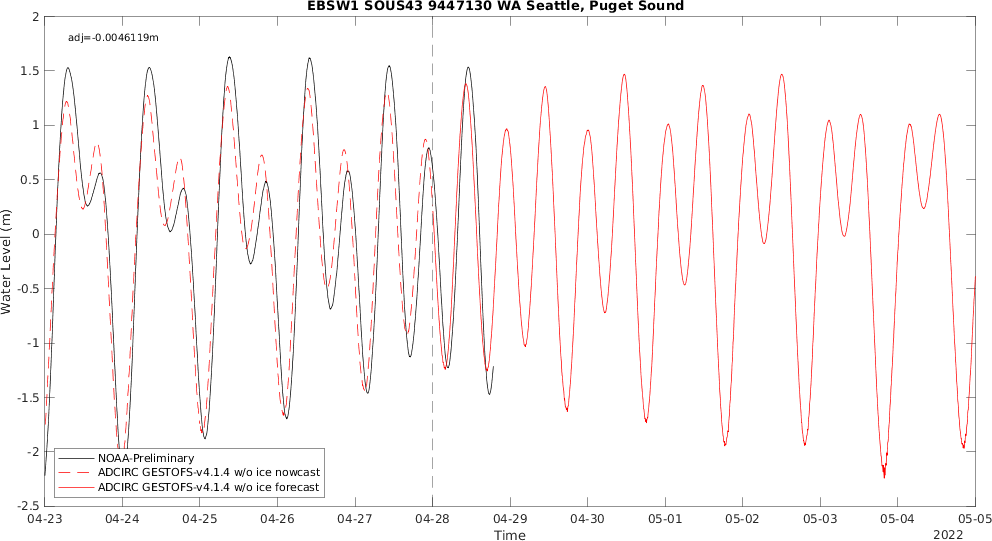 EBSW1 SOUS43 9447130 WA Seattle, Puget Sound
adj=-0.0046119m
Water Level (m)
2
1.5
1
0.5
0
-0.5
-1
-1.5
-2
-2.5
NOAA-Preliminary
ADCIRC GESTOFS-v4.1.4 w/o ice nowcast
ADCIRC GESTOFS-v4.1.4 w/o ice forecast
04-23 04-24 04-25 04-26 04-27 04-28 04-29 04-30 05-01 05-02 05-03 05-04 05-05
Time
2022